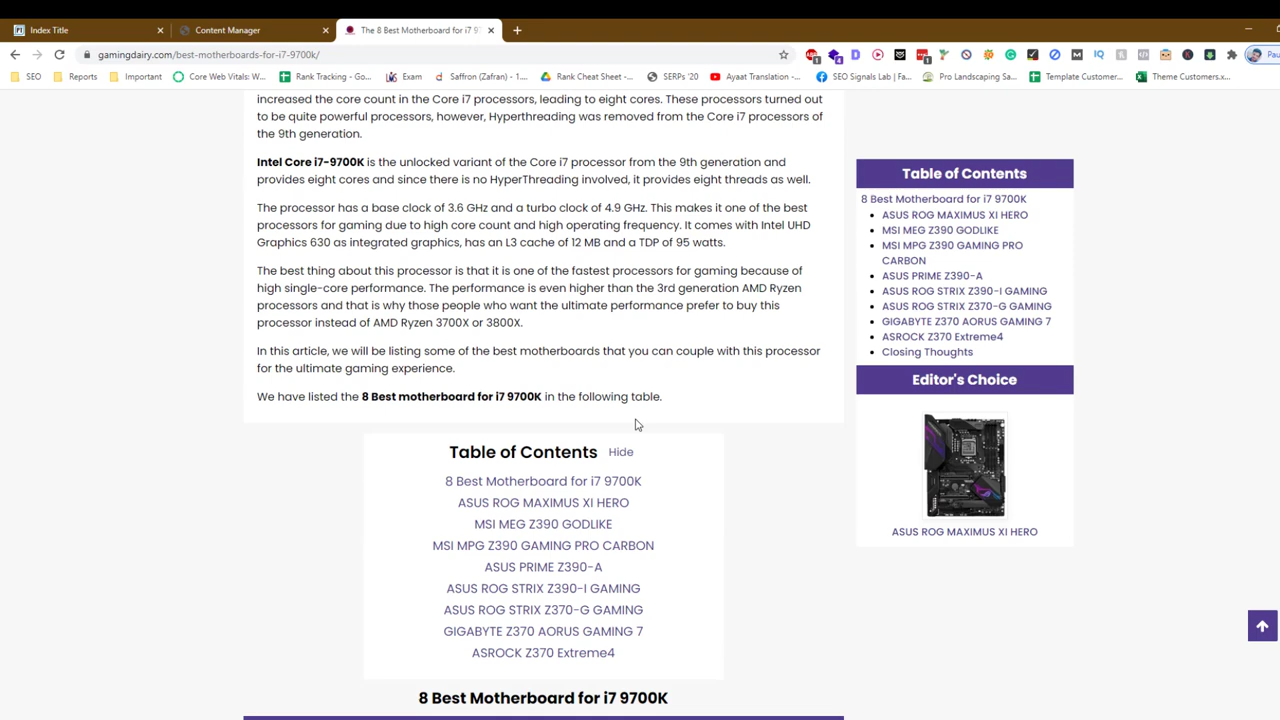 Index Title
Content Manager
The 8 Best Motherboard for i7 9
gamingdairy.com/best-motherboards-for-i7-9700k/
Pau
SEO
Reports
Important
Core Web Vitals: W...
Rank Tracking - Go...
Exam
Saffron (Zafran) - 1....
Rank Cheat Sheet -...
SERPs '20
Ayaat Translation -...
SEO Signals Lab | Fa...
Pro Landscaping Sa...
Template Customer...
Theme Customers.x...
increased the core count in the Core i7 processors, leading to eight cores. These processors turned out
to be quite powerful processors, however, Hyperthreading was removed from the Core i7 processors of
the 9th generation.
Intel Core i7-9700K is the unlocked variant of the Core i7 processor from the 9th generation and
provides eight cores and since there is no HyperThreading involved, it provides eight threads as well.
The processor has a base clock of 3.6 GHz and a turbo clock of 4.9 GHz. This makes it one of the best
processors for gaming due to high core count and high operating frequency. It comes with Intel UHD
Graphics 630 as integrated graphics, has an L3 cache of 12 MB and a TDP of 95 watts.
The best thing about this processor is that it is one of the fastest processors for gaming because of
high single-core performance. The performance is even higher than the 3rd generation AMD Ryzen
processors and that is why those people who want the ultimate performance prefer to buy this
processor instead of AMD Ryzen 3700X or 3800X.
In this article, we will be listing some of the best motherboards that you can couple with this processor
for the ultimate gaming experience.
We have listed the 8 Best motherboard for i7 9700K in the following table.
Table of Contents Hide
8 Best Motherboard for i7 9700K
ASUS ROG MAXIMUS XI HERO
MSI MEG Z390 GODLIKE
MSI MPG Z390 GAMING PRO CARBON
ASUS PRIME Z390-A
ASUS ROG STRIX Z390-I GAMING
ASUS ROG STRIX Z370-G GAMING
GIGABYTE Z370 AORUS GAMING 7
ASROCK Z370 Extreme4
8 Best Motherboard for i7 9700K
Table of Contents
8 Best Motherboard for i7 9700K
ASUS ROG MAXIMUS XI HERO
MSI MEG Z390 GODLIKE
MSI MPG Z390 GAMING PRO
CARBON
ASUS PRIME Z390-A
ASUS ROG STRIX Z390-I GAMING
ASUS ROG STRIX Z370-G GAMING
GIGABYTE Z370 AORUS GAMING 7
ASROCK Z370 Extreme4
Closing Thoughts
Editor's Choice
ASUS ROG MAXIMUS XI HERO